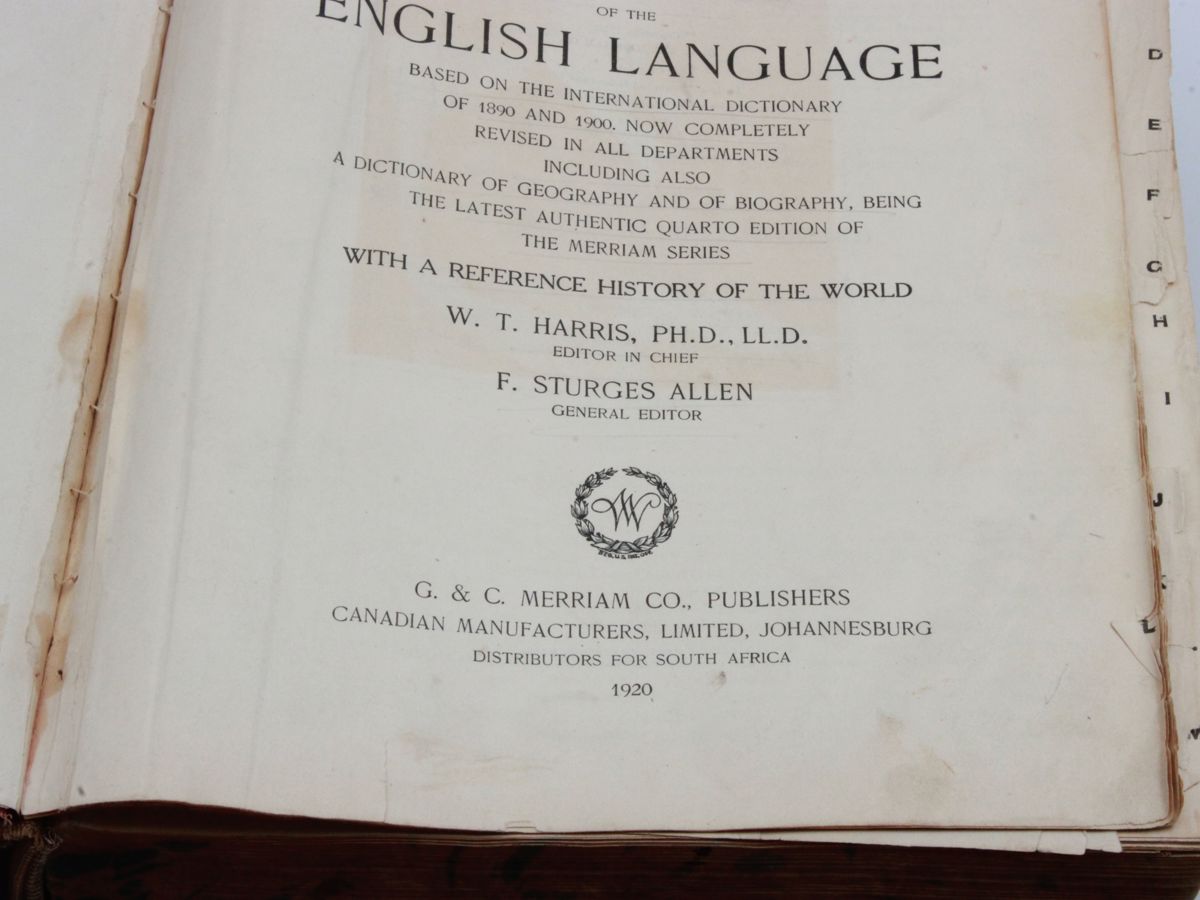 OF THE
ENGLISH LANGUAGE
BASED ON THE INTERNATIONAL DICTIONARY
OF 1890 AND 1900. NOW COMPLETELY
REVISED IN ALL DEPARTMENTS
INCLUDING ALSO
A DICTIONARY OF GEOGRAPHY AND OF BIOGRAPHY, BEING
THE LATEST AUTHENTIC QUARTO EDITION OF
THE MERRIAM SERIES
WITH A REFERENCE HISTORY OF THE WORLD
W. T. HARRIS, PH.D., LL.D.
EDITOR IN CHIEF
F. STURGES ALLEN
GENERAL EDITOR
W
G. & C. MERRIAM CO., PUBLISHERS
CANADIAN MANUFACTURERS, LIMITED, JOHANNESBURG
DISTRIBUTORS FOR SOUTH AFRICA
1920
D
E
F
G
H
I
J
L